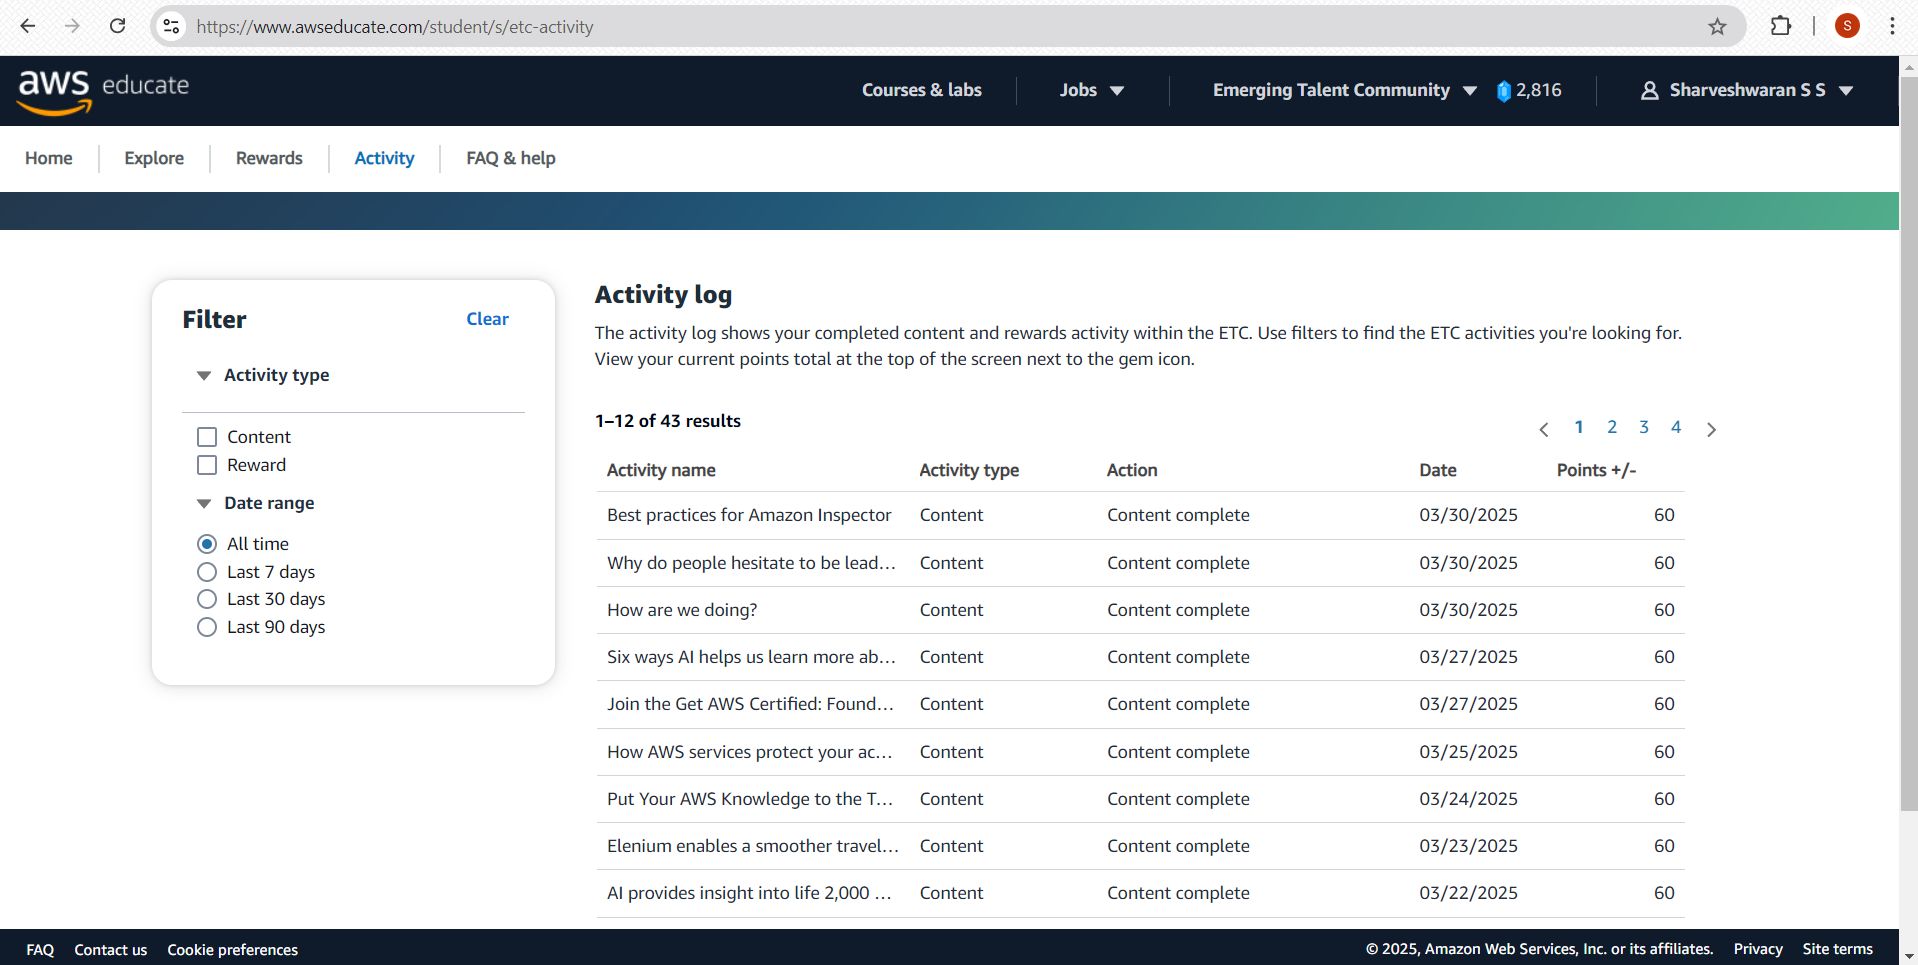 https://www.awseducate.com/student/s/etc-activity
S
aws educate
Courses & labs
Jobs
Emerging Talent Community
2,816
Sharveshwaran S S
Home
Explore
Rewards
Activity
FAQ & help
Filter
Clear
Activity type
Content
Reward
Date range
All time
Last 7 days
Last 30 days
Last 90 days
Activity log
The activity log shows your completed content and rewards activity within the ETC. Use filters to find the ETC activities you're looking for.
View your current points total at the top of the screen next to the gem icon.
1–12 of 43 results
1 2 3 4
Activity name Activity type Action Date Points +/-
Best practices for Amazon Inspector Content Content complete 03/30/2025 60
Why do people hesitate to be lead... Content Content complete 03/30/2025 60
How are we doing? Content Content complete 03/30/2025 60
Six ways AI helps us learn more ab... Content Content complete 03/27/2025 60
Join the Get AWS Certified: Found... Content Content complete 03/27/2025 60
How AWS services protect your ac... Content Content complete 03/25/2025 60
Put Your AWS Knowledge to the T... Content Content complete 03/24/2025 60
Elenium enables a smoother travel... Content Content complete 03/23/2025 60
AI provides insight into life 2,000 ... Content Content complete 03/22/2025 60
FAQ Contact us Cookie preferences
© 2025, Amazon Web Services, Inc. or its affiliates. Privacy Site terms